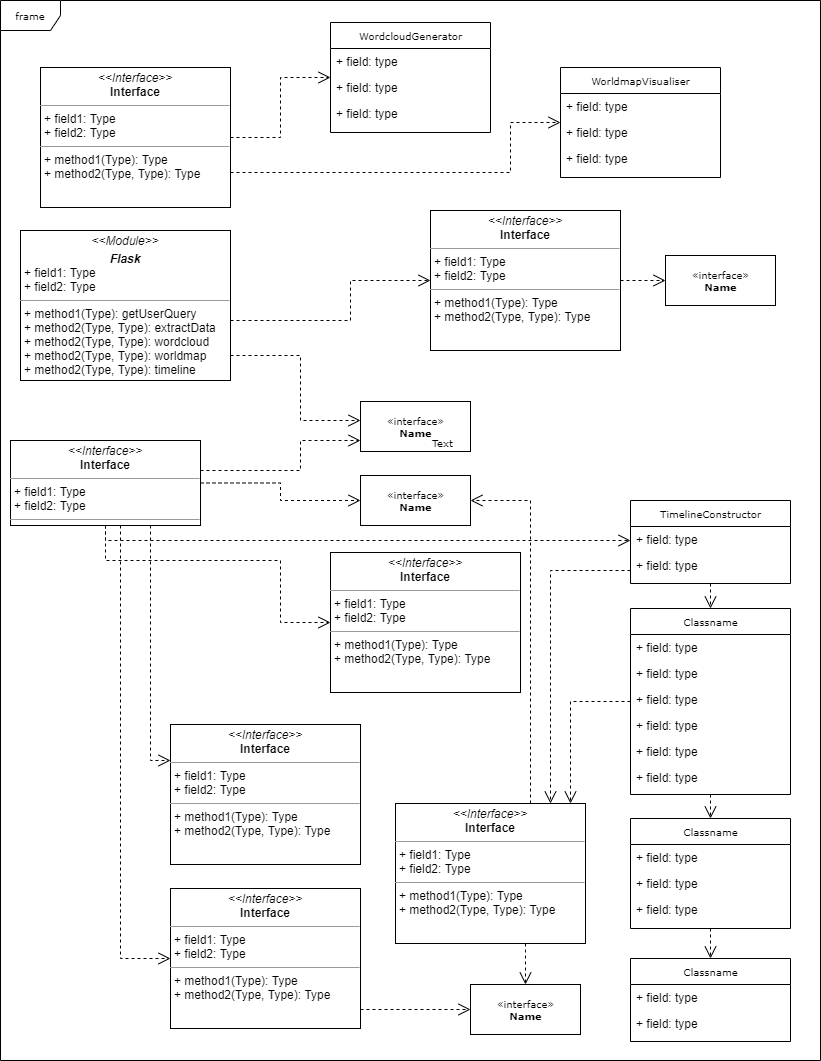 frame
WordcloudGenerator
+ field: type
+ field: type
+ field: type
<<Interface>>
Interface
+ field1: Type
+ field2: Type
+ method1(Type): Type
+ method2(Type, Type): Type
WorldmapVisualiser
+ field: type
+ field: type
+ field: type
<<Interface>>
Interface
+ field1: Type
+ field2: Type
+ method1(Type): Type
+ method2(Type, Type): Type
<<Module>>
Flask
+ field1: Type
+ field2: Type
+ method1(Type): getUserQuery
+ method2(Type, Type): extractData
+ method2(Type, Type): wordcloud
+ method2(Type, Type): worldmap
+ method2(Type, Type): timeline
«interface»
Name
«interface»
Name
Text
<<Interface>>
Interface
+ field1: Type
+ field2: Type
«interface»
Name
TimelineConstructor
+ field: type
+ field: type
<<Interface>>
Interface
+ field1: Type
+ field2: Type
+ method1(Type): Type
+ method2(Type, Type): Type
Classname
+ field: type
+ field: type
+ field: type
+ field: type
+ field: type
+ field: type
<<Interface>>
Interface
+ field1: Type
+ field2: Type
+ method1(Type): Type
+ method2(Type, Type): Type
<<Interface>>
Interface
+ field1: Type
+ field2: Type
+ method1(Type): Type
+ method2(Type, Type): Type
Classname
+ field: type
+ field: type
+ field: type
<<Interface>>
Interface
+ field1: Type
+ field2: Type
+ method1(Type): Type
+ method2(Type, Type): Type
«interface»
Name
Classname
+ field: type
+ field: type